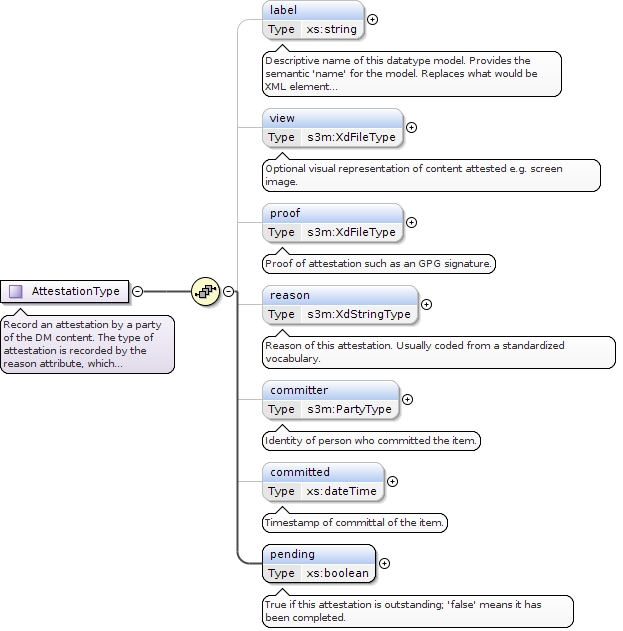 label
Type xs:string
Descriptive name of this datatype model. Provides the
semantic 'name' for the model. Replaces what would be
XML element...
view
Type s3m:XdFileType
Optional visual representation of content attested e.g. screen
image.
proof
Type s3m:XdFileType
Proof of attestation such as an GPG signature.
AttestationType
Record an attestation by a party
of the DM content. The type of
attestation is recorded by the
reason attribute, which...
reason
Type s3m:XdStringType
Reason of this attestation. Usually coded from a standardized
vocabulary.
committer
Type s3m:PartyType
Identity of person who committed the item.
committed
Type xs:dateTime
Timestamp of committal of the item.
pending
Type xs:boolean
True if this attestation is outstanding; 'false' means it has
been completed.